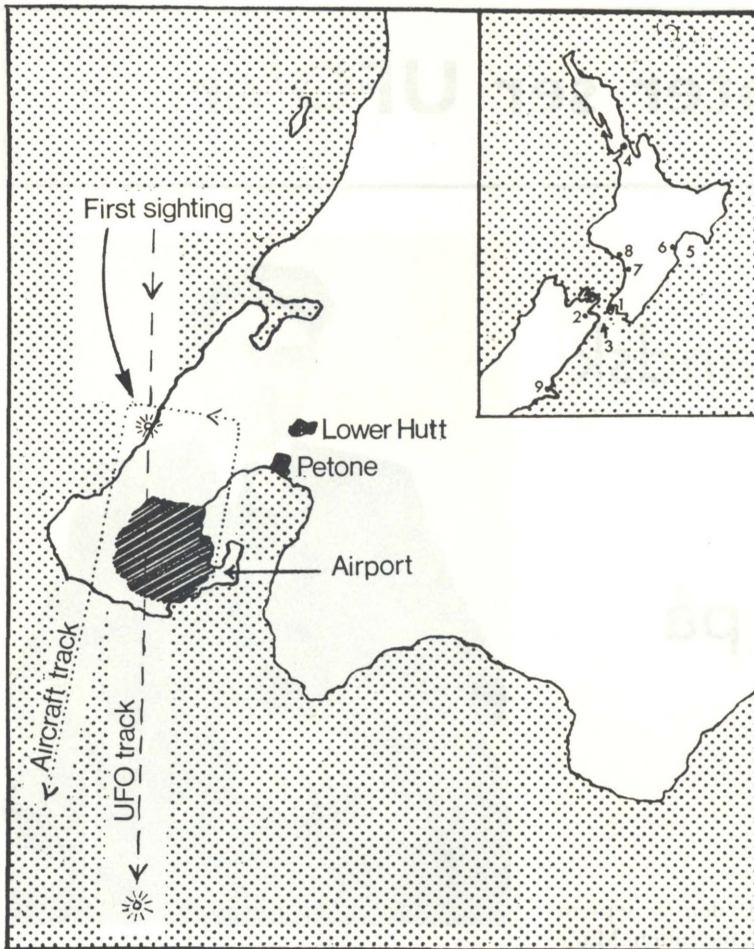 First sighting
Lower Hutt
Petone
Airport
Aircraft track
UFO track
4
8
7
6
5
1
2
3
9
på